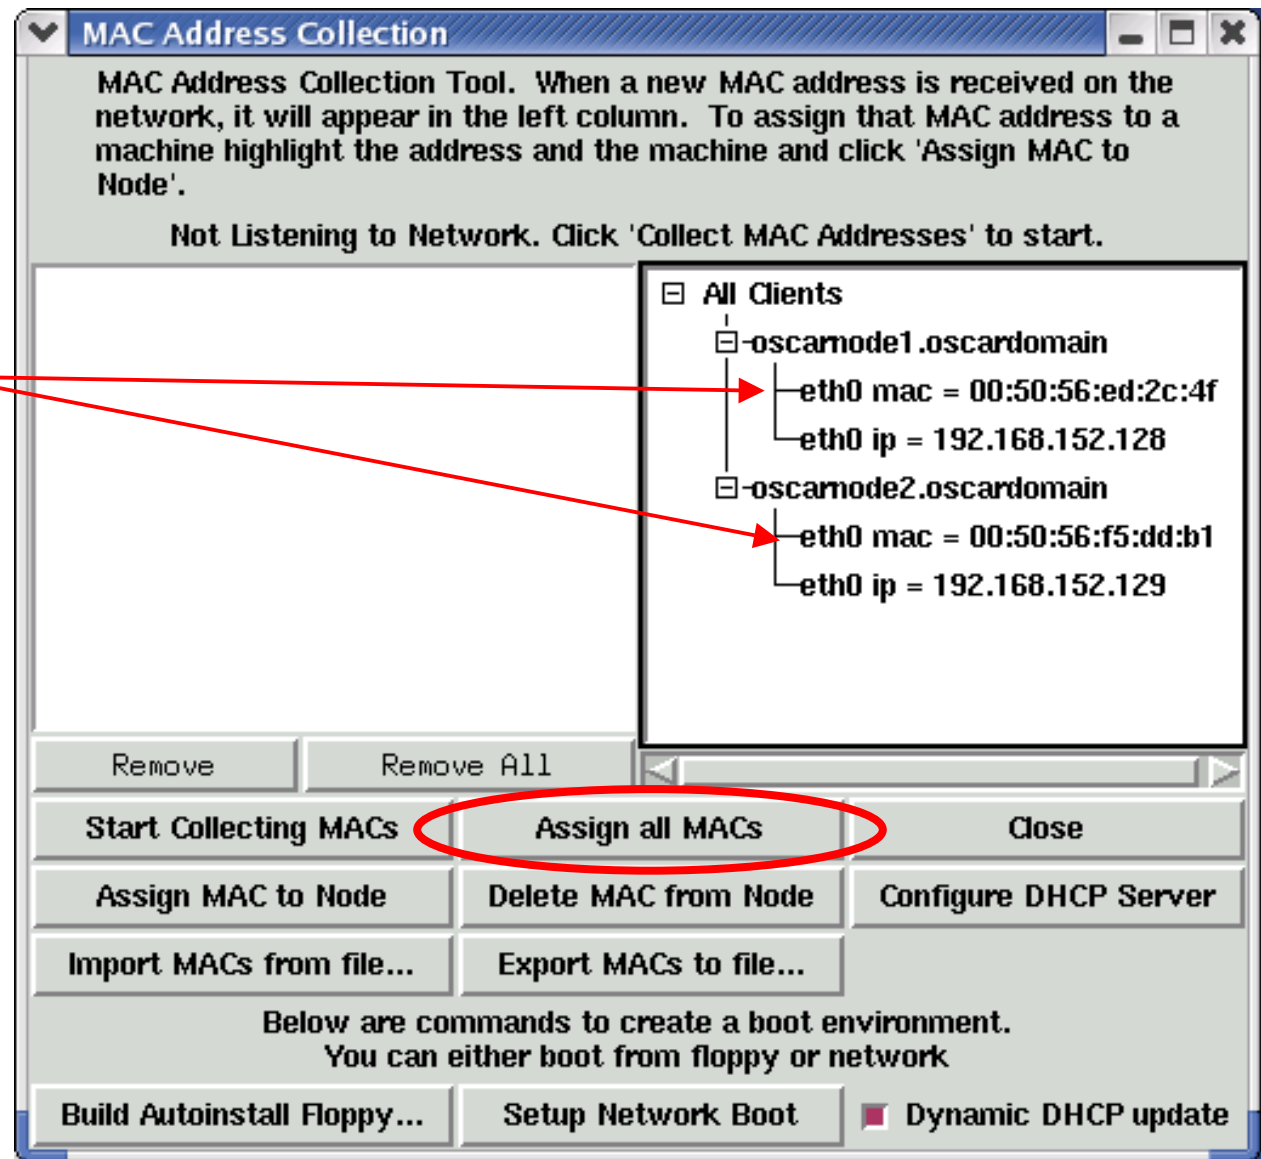 MAC Address Collection
MAC Address Collection Tool. When a new MAC address is received on the
network, it will appear in the left column. To assign that MAC address to a
machine highlight the address and the machine and click 'Assign MAC to
Node'.
Not Listening to Network. Click 'Collect MAC Addresses' to start.
All Clients
oscarnode1.oscardomain
eth0 mac = 00:50:56:ed:2c:4f
eth0 ip = 192.168.152.128
oscarnode2.oscardomain
eth0 mac = 00:50:56:f5:dd:b1
eth0 ip = 192.168.152.129
Remove Remove All
Start Collecting MACs Assign all MACs Close
Assign MAC to Node Delete MAC from Node Configure DHCP Server
Import MACs from file... Export MACs to file...
Below are commands to create a boot environment.
You can either boot from floppy or network
Build Autoinstall Floppy... Setup Network Boot Dynamic DHCP update